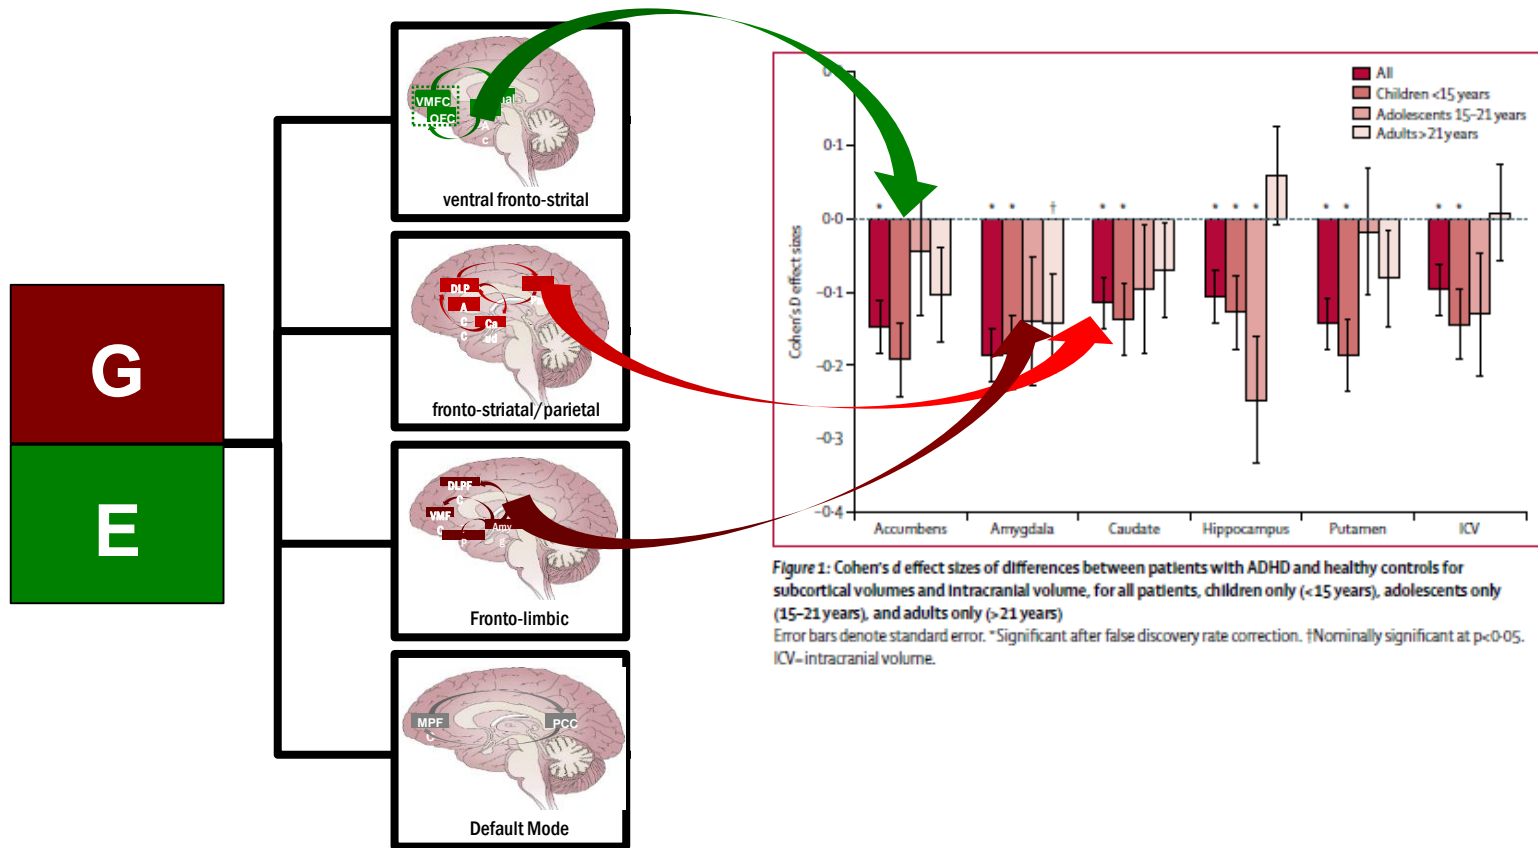 G
E
VMFC
OFC
A
c
ventral fronto-strital
DLP
A
C
C
Ca
ud
fronto-striatal/parietal
DLPF
C
VMF
C
Amy
g
Fronto-limbic
MPF
C
PCC
Default Mode
All
Children <15 years
Adolescents 15–21 years
Adults >21 years
Cohen's D effect sizes
0·1
0·0
–0·1
–0·2
–0·3
–0·4
* * * † * * * * * * * * *
Accumbens Amygdala Caudate Hippocampus Putamen ICV
Figure 1: Cohen's d effect sizes of differences between patients with ADHD and healthy controls for
subcortical volumes and intracranial volume, for all patients, children only (<15 years), adolescents only
(15–21 years), and adults only (>21 years)
Error bars denote standard error. *Significant after false discovery rate correction. †Nominally significant at p<0·05.
ICV=intracranial volume.